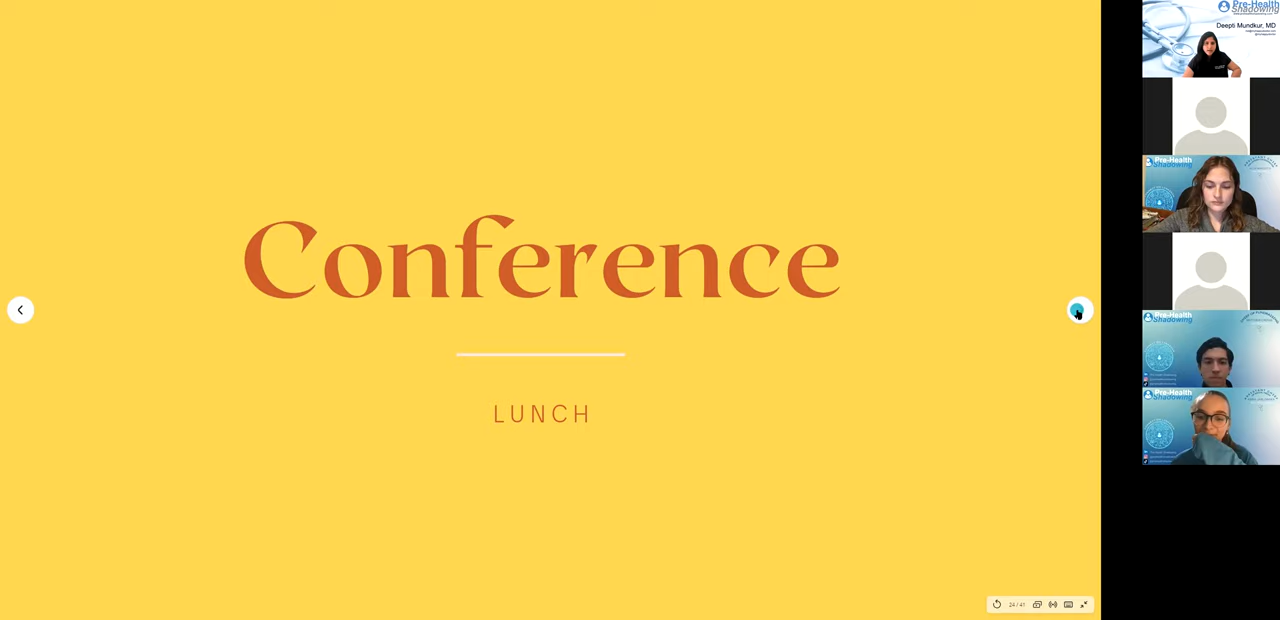 Conference
LUNCH
24 / 41
Pre-Health
Shadowing
Deepti Mundkur, MD
Pre-Health
Shadowing
Pre-Health
Shadowing
Pre-Health
Shadowing